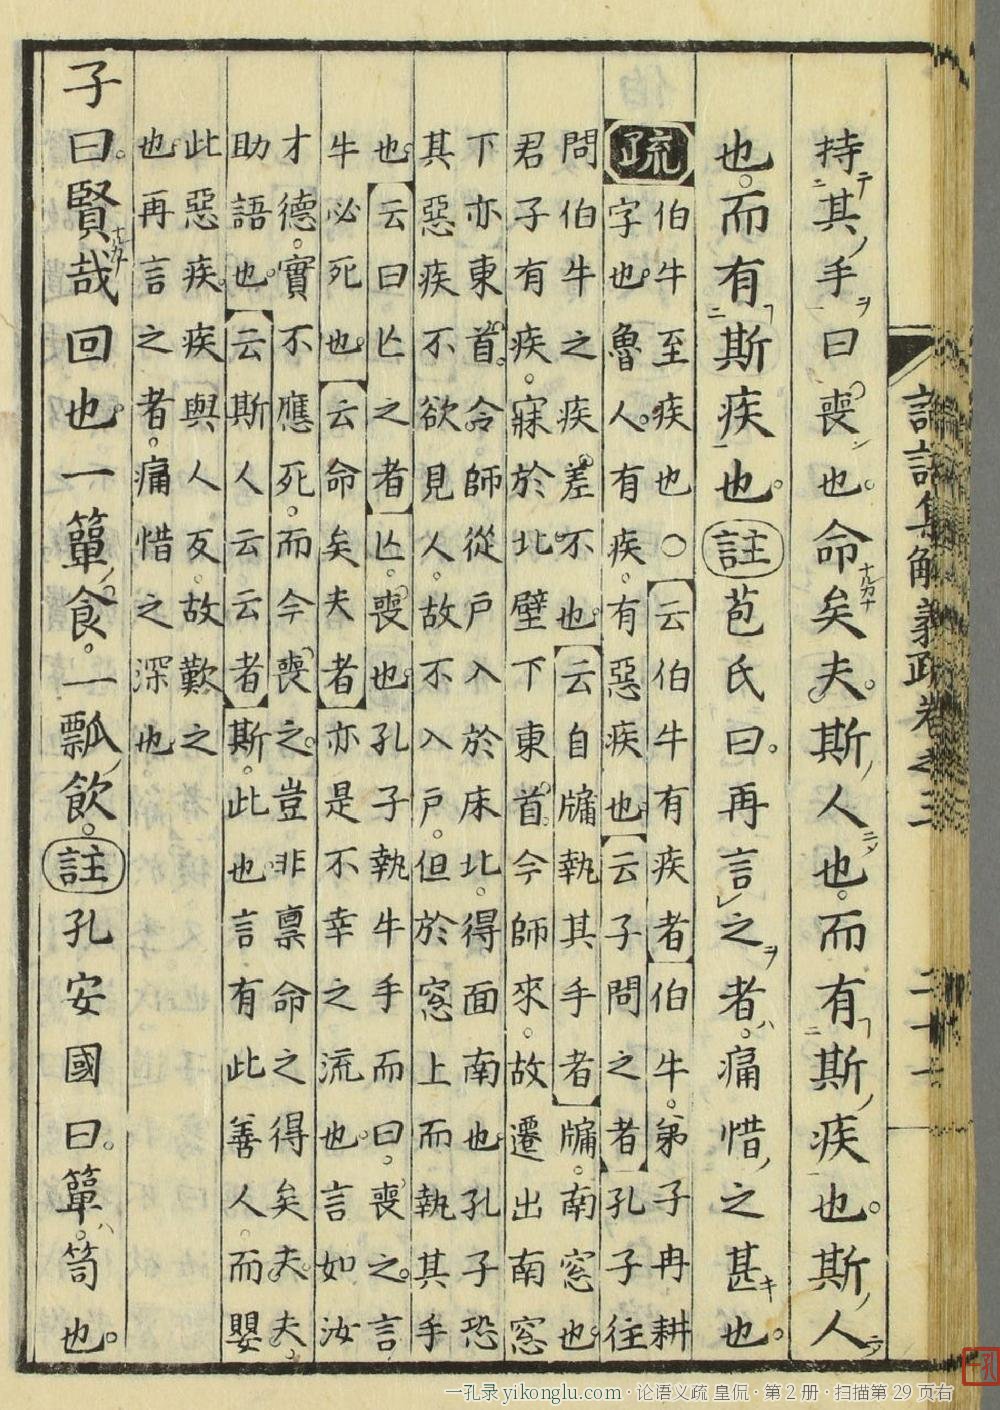 持其手曰喪也命矣夫斯人也而有斯疾也斯人
也而有斯疾也註苞氏曰再言之者痛惜之甚也
疏
伯牛至疾也○云伯牛有疾者伯牛弟子冉耕
字也魯人有疾有惡疾也云子問之者孔子往
問伯牛之疾差不也云自牖執其手者牖南窓也
君子有疾寐於北壁下東首今師來故遷出南窓
下亦東首令師從戶入於床北得面南也孔子恐
其惡疾不欲見人故不入戶但於窓上而執其手
也云曰亾之者亾喪也孔子執牛手而曰喪之言
牛必死也云命矣夫者亦是不幸之流也言如汝
才德實不應死而今喪之豈非稟命之得矣夫夫
助語也云斯人云云者斯此也言有此善人而嬰
此惡疾疾與人反故歎之
也再言之者痛惜之深也
子曰賢哉回也一簞食一瓢飲註孔安國曰簞笥也
二十一
一孔录 yikonglu.com · 论语义疏 皇侃 · 第 2 册 · 扫描第 29 页右